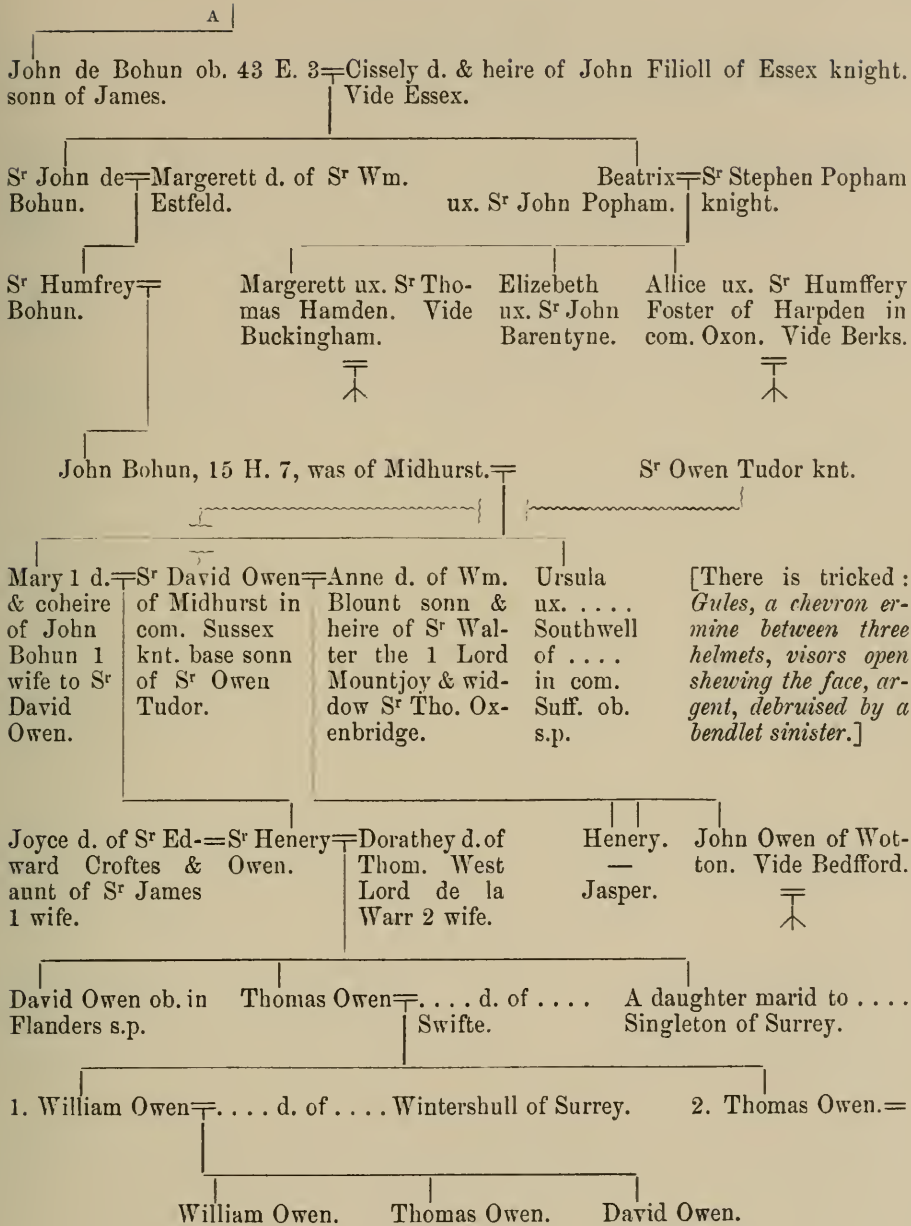 A
John de Bohun ob. 43 E. 3=Cissely d. & heire of John Filioll of Essex knight.
sonn of James. Vide Essex.
Sʳ John de=Margerett d. of Sʳ Wm. Beatrix=Sʳ Stephen Popham
Bohun. Estfeld. ux. Sʳ John Popham. knight.
Sʳ Humfrey= Margerett ux. Sʳ Tho- Elizebeth Allice ux. Sʳ Humffery
Bohun. mas Hamden. Vide ux. Sʳ John Foster of Harpden in
Buckingham. Barentyne. com. Oxon. Vide Berks.
John Bohun, 15 H. 7, was of Midhurst.= Sʳ Owen Tudor knt.
Mary 1 d.=Sʳ David Owen=Anne d. of Wm. Ursula [There is tricked :
& coheire of Midhurst in Blount sonn & ux. . . . . Gules, a chevron er-
of John com. Sussex heire of Sʳ Wal- Southwell mine between three
Bohun 1 knt. base sonn ter the 1 Lord of . . . . helmets, visors open
wife to Sʳ of Sʳ Owen Mountjoy & wid- in com. shewing the face, ar-
David Tudor. dow Sʳ Tho. Ox- Suff. ob. gent, debruised by a
Owen. enbridge. s.p. bendlet sinister.]
Joyce d. of Sʳ Ed-=Sʳ Henery=Dorathey d. of Henery. John Owen of Wot-
ward Croftes & Owen. Thom. West — ton. Vide Bedfford.
aunt of Sʳ James Lord de la Jasper.
1 wife. Warr 2 wife.
David Owen ob. in Thomas Owen=. . . . d. of . . . . A daughter marid to . . . .
Flanders s.p. Swifte. Singleton of Surrey.
1. William Owen=. . . . d. of . . . . Wintershull of Surrey. 2. Thomas Owen.=
William Owen. Thomas Owen. David Owen.